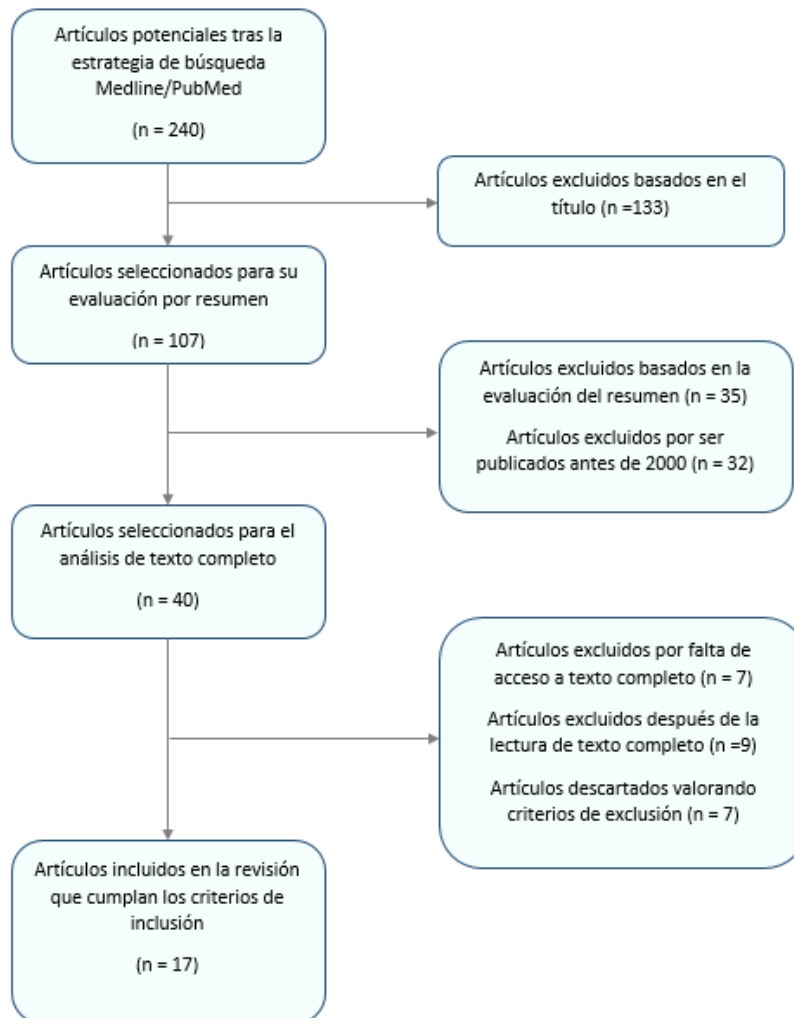 Artículos potenciales tras la
estrategia de búsqueda
Medline/PubMed
(n = 240)
Artículos excluidos basados en el
título (n =133)
Artículos seleccionados para su
evaluación por resumen
(n = 107)
Artículos excluidos basados en la
evaluación del resumen (n = 35)
Artículos excluidos por ser
publicados antes de 2000 (n = 32)
Artículos seleccionados para el
análisis de texto completo
(n = 40)
Artículos excluidos por falta de
acceso a texto completo (n = 7)
Artículos excluidos después de la
lectura de texto completo (n =9)
Artículos descartados valorando
criterios de exclusión (n = 7)
Artículos incluidos en la revisión
que cumplan los criterios de
inclusión
(n = 17)